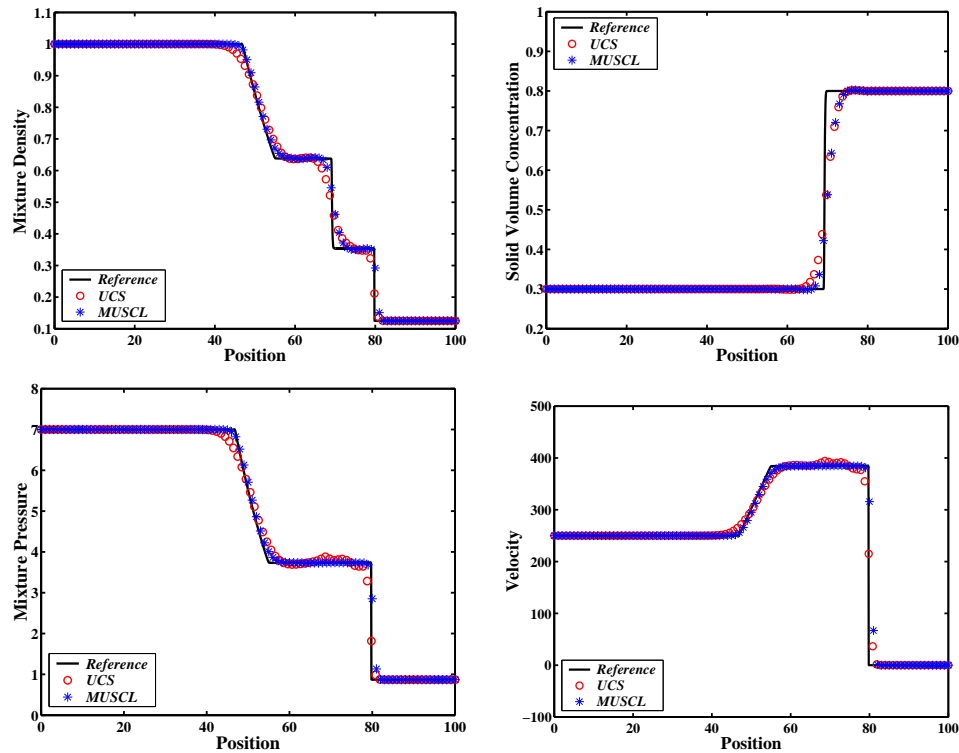 1.1
1
0.9
0.8
0.7
0.6
0.5
0.4
0.3
0.2
0.1
0 20 40 60 80 100
Mixture Density
Position
Reference
UCS
MUSCL
1
0.9
0.8
0.7
0.6
0.5
0.4
0.3
0.2
0 20 40 60 80 100
Solid Volume Concentration
Position
Reference
UCS
MUSCL
8
7
6
5
4
3
2
1
0
0 20 40 60 80 100
Mixture Pressure
Position
Reference
UCS
MUSCL
500
400
300
200
100
0
−100
0 20 40 60 80 100
Velocity
Position
Reference
UCS
MUSCL